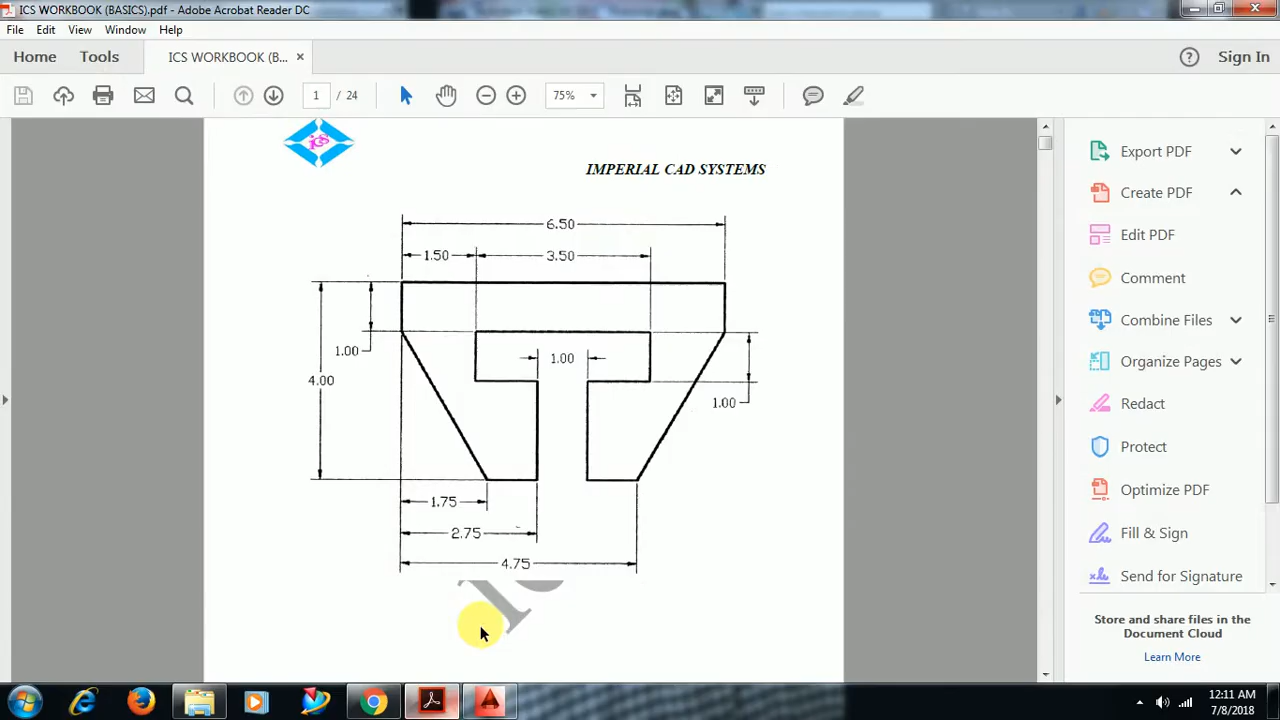 ICS WORKBOOK (BASICS).pdf - Adobe Acrobat Reader DC
File Edit View Window Help
Home Tools ICS WORKBOOK (B... × ? Sign In
1 / 24 75%
ics
IMPERIAL CAD SYSTEMS
6.50
1.50 3.50
1.00 1.00
4.00
1.00
1.75
2.75
4.75
Export PDF
Create PDF
Edit PDF
Comment
Combine Files
Organize Pages
Redact
Protect
Optimize PDF
Fill & Sign
Send for Signature
Store and share files in the
Document Cloud
Learn More
12:11 AM
7/8/2018